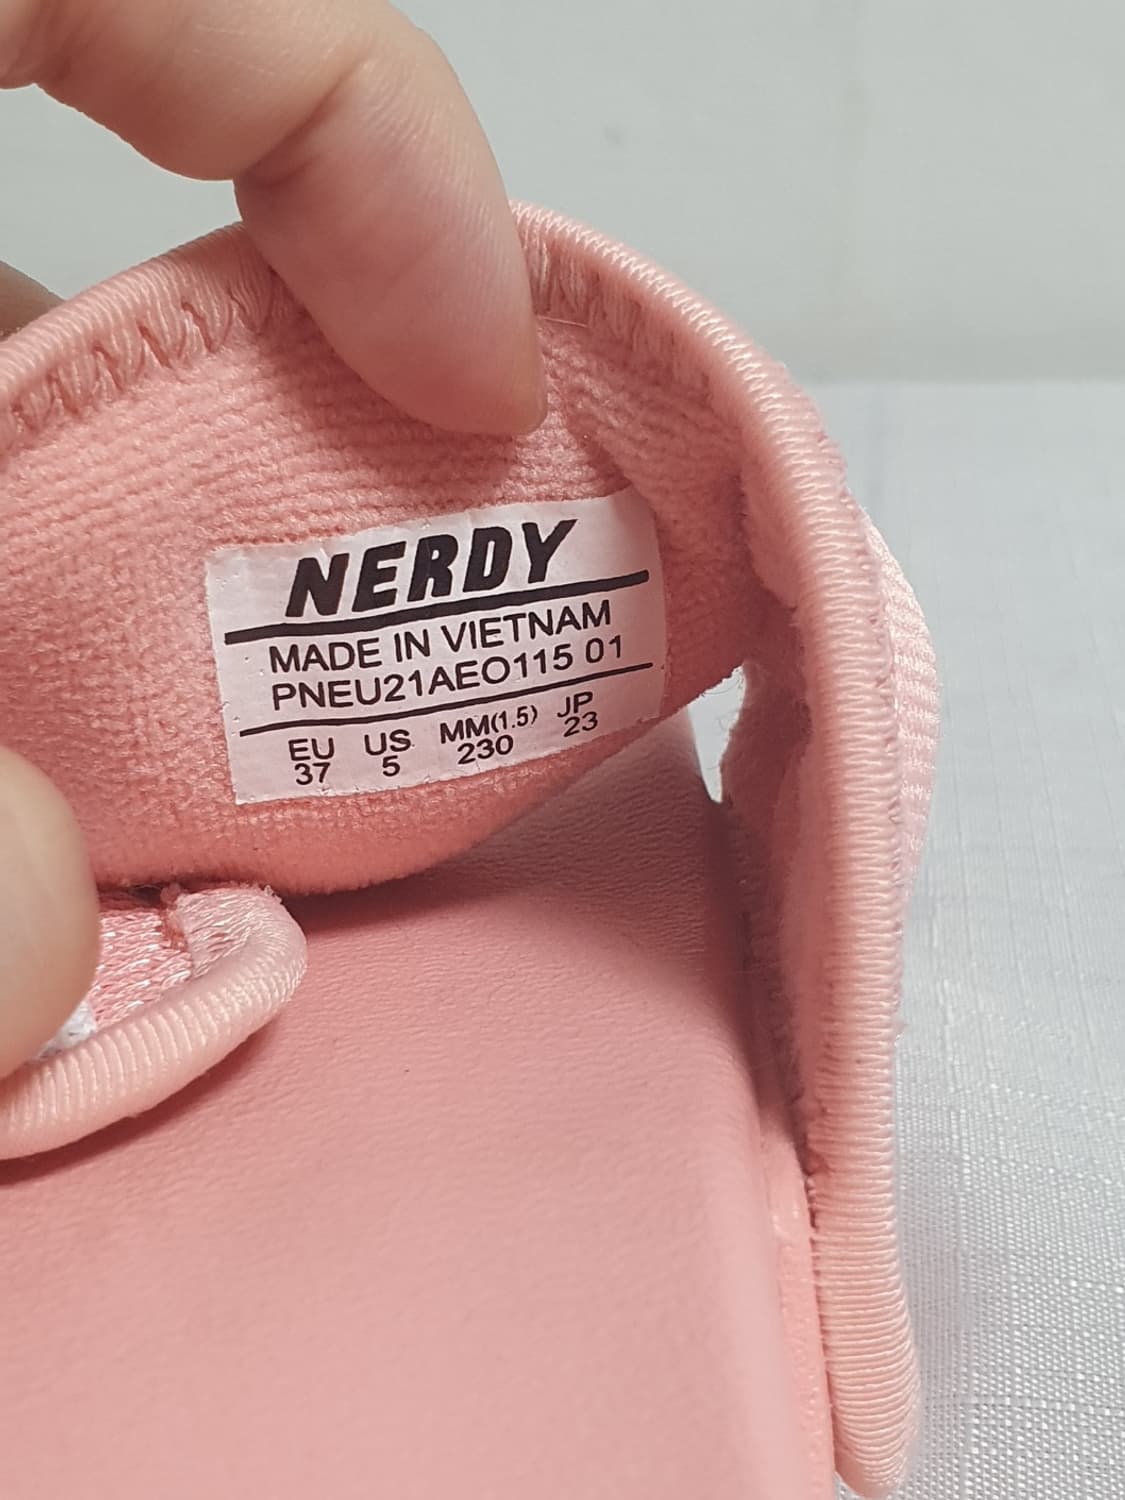 NERDY
MADE IN VIETNAM
PNEU21AEO115 01
EU US MM(1.5) JP
37 5 230 23